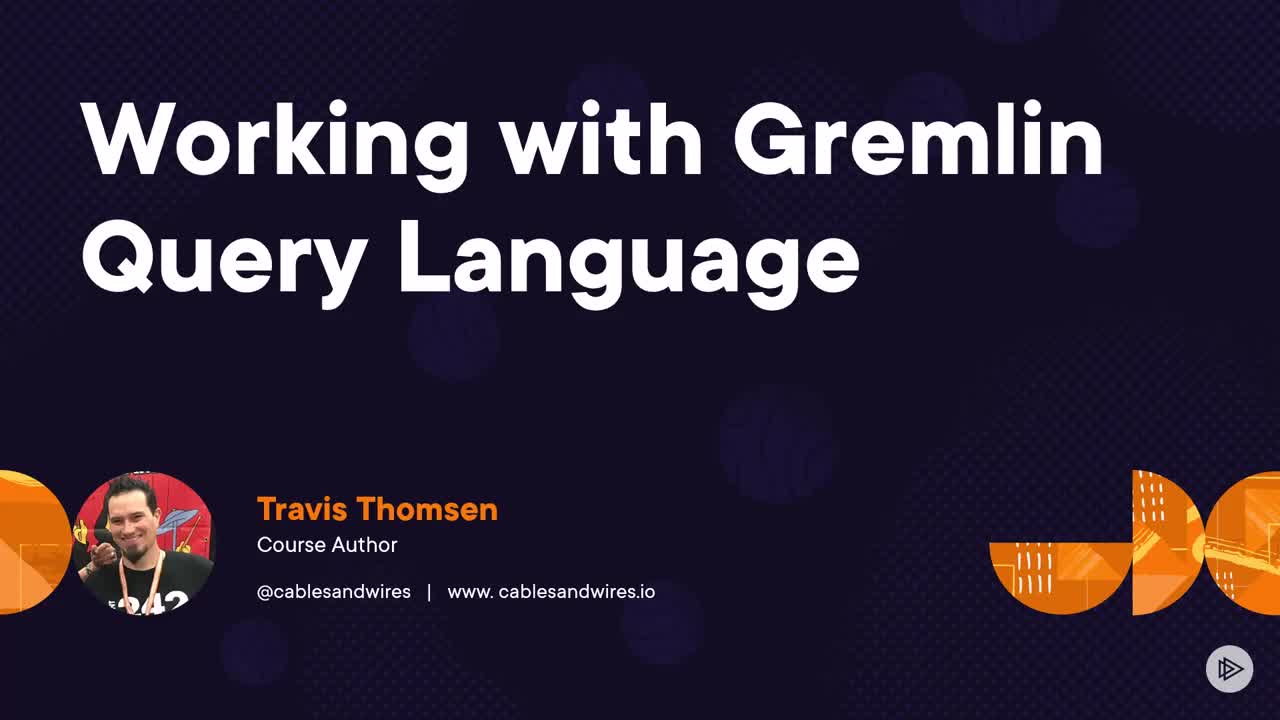 Working with Gremlin
Query Language
Travis Thomsen
Course Author
@cablesandwires | www. cablesandwires.io